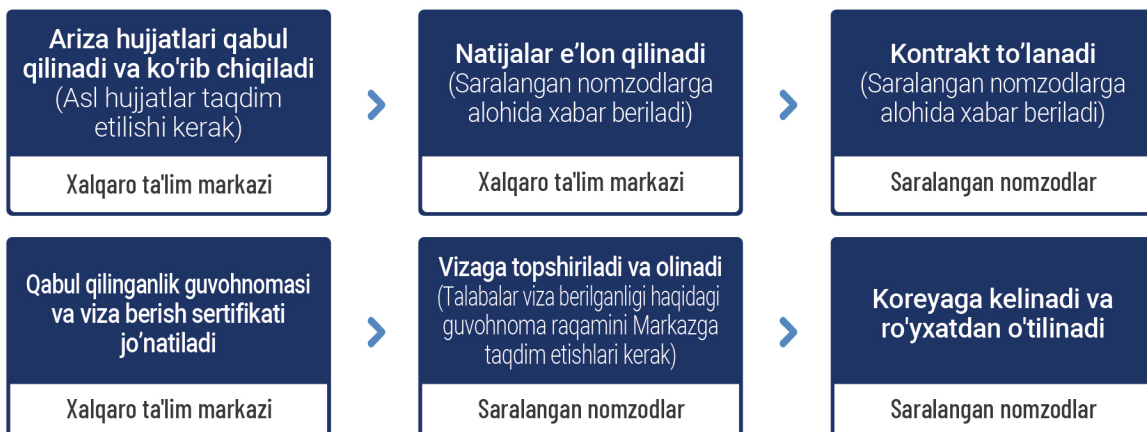 Ariza hujjatlari qabul
qilinadi va ko'rib chiqiladi
(Asl hujjatlar taqdim
etilishi kerak)
Xalqaro ta'lim markazi
Natijalar e’lon qilinadi
(Saralangan nomzodlarga
alohida xabar beriladi)
Xalqaro ta'lim markazi
Kontrakt to’lanadi
(Saralangan nomzodlarga
alohida xabar beriladi)
Saralangan nomzodlar
Qabul qilinganlik guvohnomasi
va viza berish sertifikati
jo’natiladi
Xalqaro ta'lim markazi
Vizaga topshiriladi va olinadi
(Talabalar viza berilganligi haqidagi
guvohnoma raqamini Markazga
taqdim etishlari kerak)
Saralangan nomzodlar
Koreyaga kelinadi va
ro'yxatdan o'tilinadi
Saralangan nomzodlar